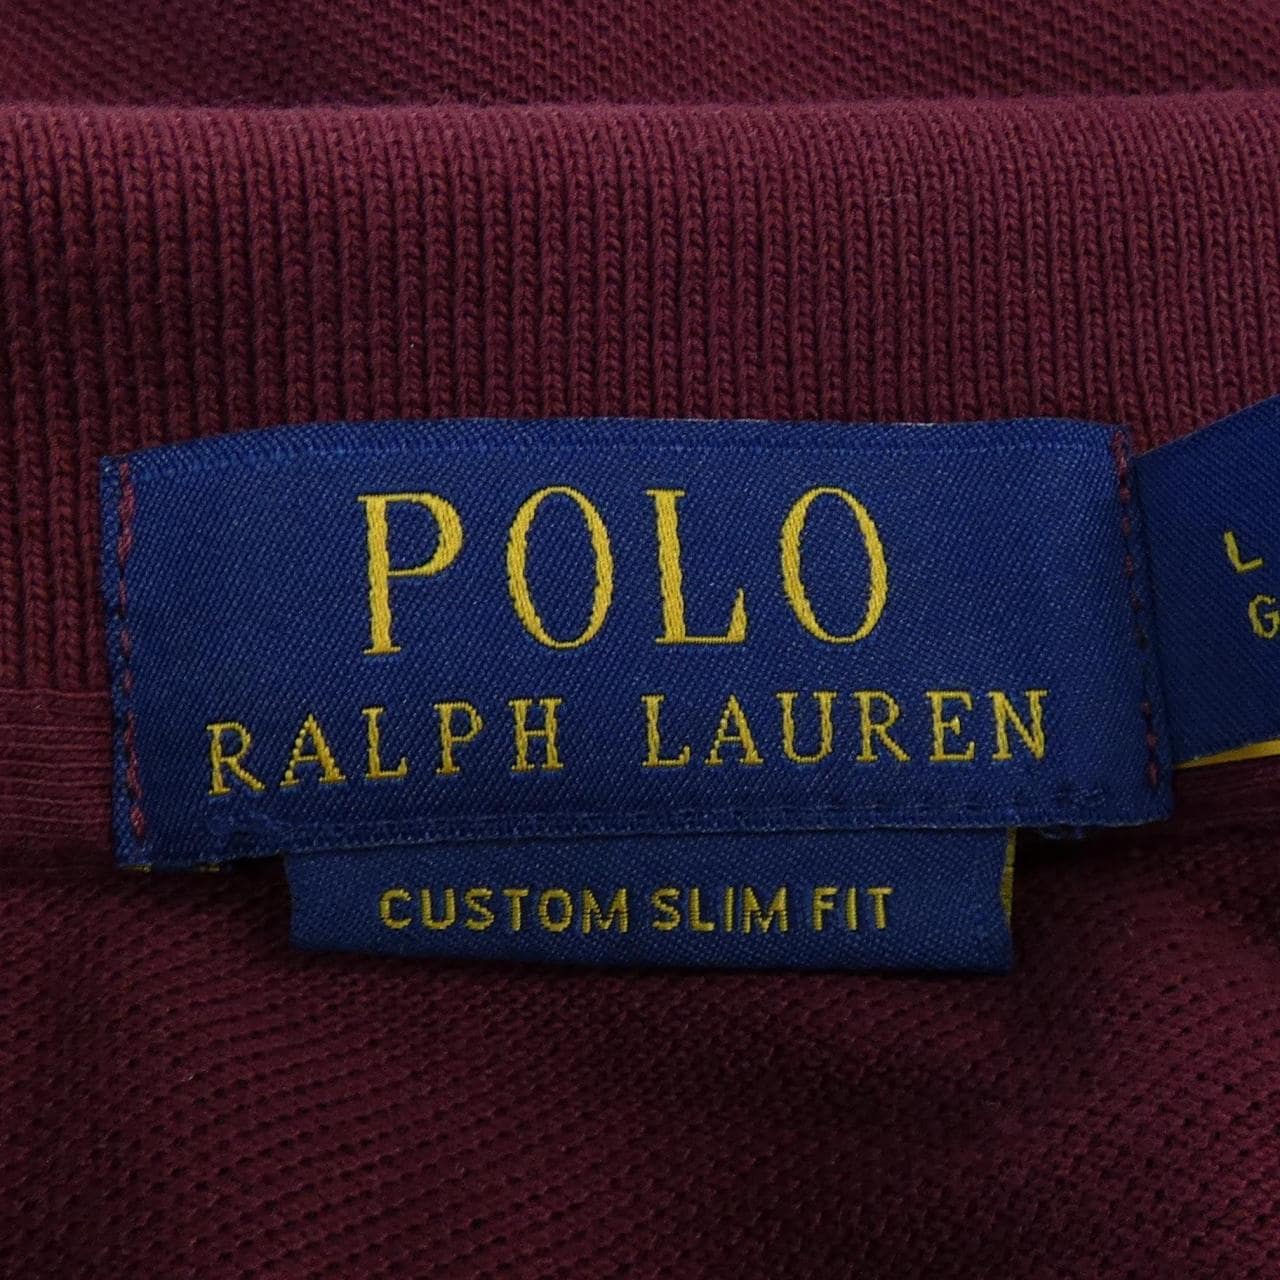 POLO
RALPH LAUREN
CUSTOM SLIM FIT
L
G